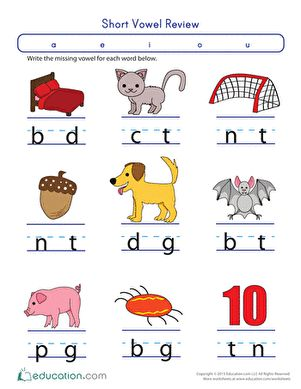 Short Vowel Review
a e i o u
Write the missing vowel for each word below.
b d c t n t
n t d g b t
10
p g b g t n
education.com